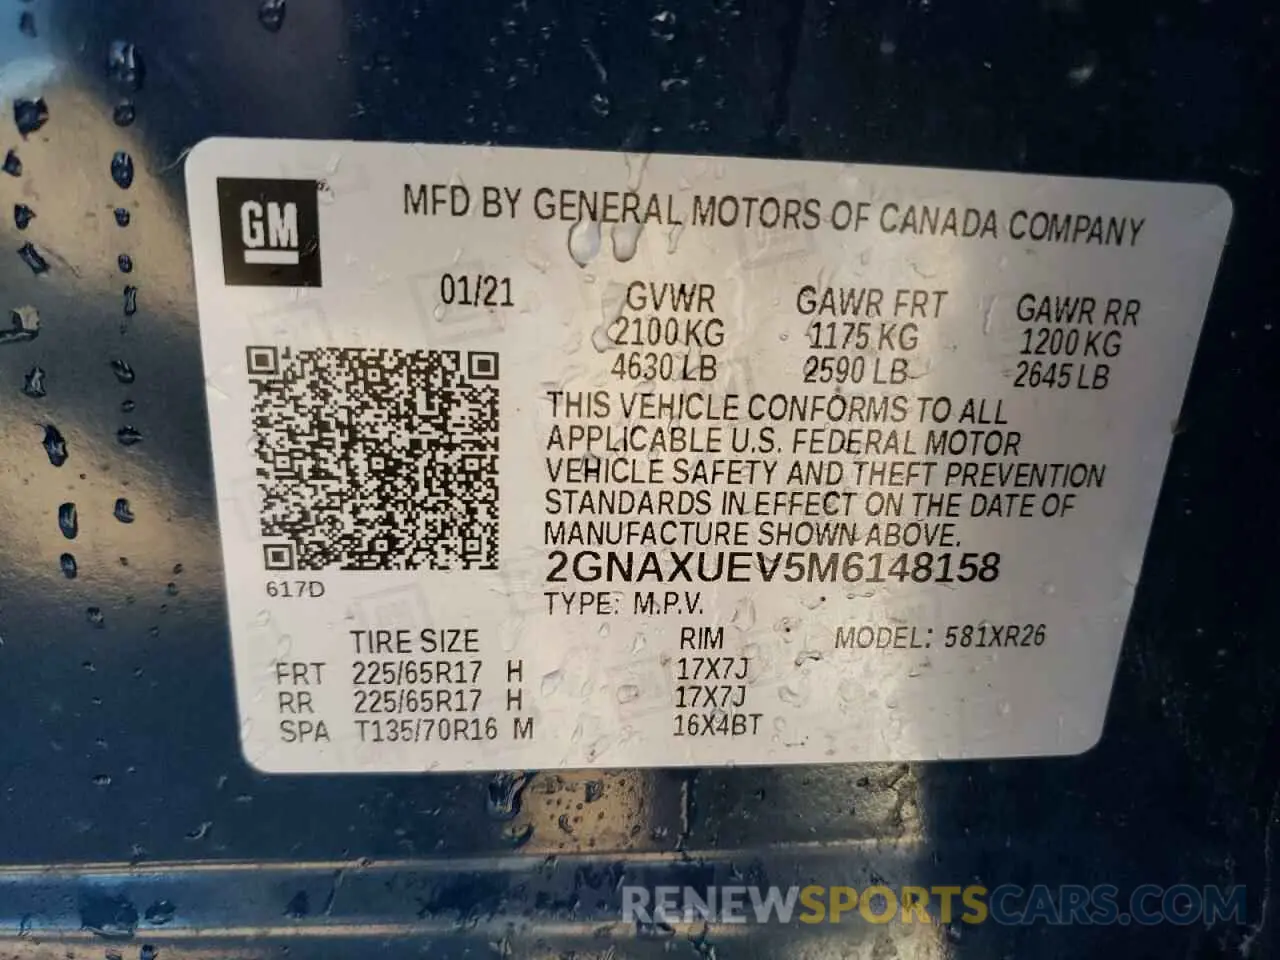 GM
MFD BY GENERAL MOTORS OF CANADA COMPANY
01/21
GVWR GAWR FRT GAWR RR
2100 KG 1175 KG 1200 KG
4630 LB 2590 LB 2645 LB
THIS VEHICLE CONFORMS TO ALL
APPLICABLE U.S. FEDERAL MOTOR
VEHICLE SAFETY AND THEFT PREVENTION
STANDARDS IN EFFECT ON THE DATE OF
MANUFACTURE SHOWN ABOVE.
2GNAXUEV5M6148158
617D
TYPE: M.P.V.
TIRE SIZE RIM MODEL: 581XR26
FRT 225/65R17 H 17X7J
RR 225/65R17 H 17X7J
SPA T135/70R16 M 16X4BT
RENEWSPORTSCARS.COM